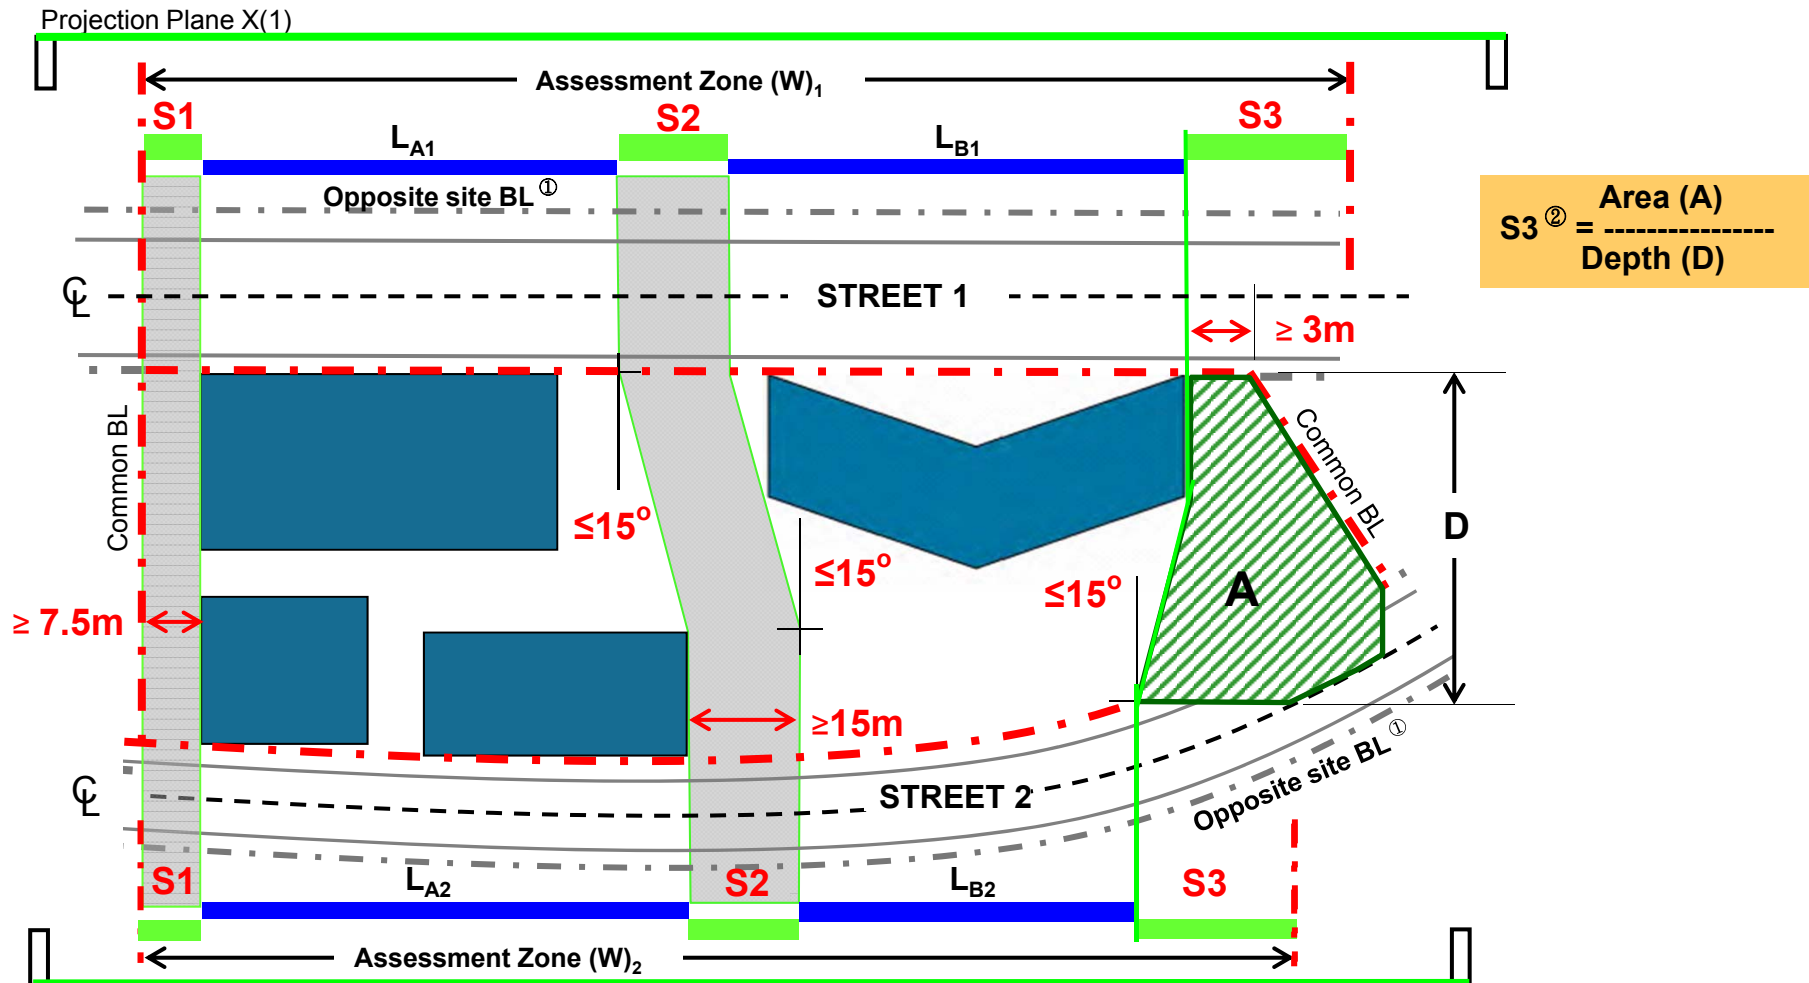 Projection Plane X(1)
Assessment Zone (W)1
S1
S2
S3
LA1
LB1
Opposite site BL ①
Area (A)
S3 ② = ----------------
Depth (D)
℄
STREET 1
≥ 3m
Common BL
Common BL
≤15°
≤15°
≤15°
D
A
≥ 7.5m
≥15m
℄
STREET 2
Opposite site BL ①
S1
LA2
S2
LB2
S3
Assessment Zone (W)2